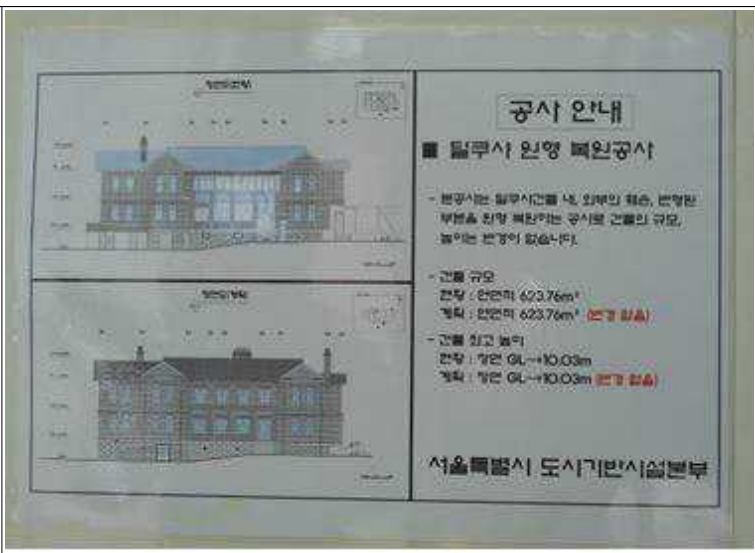 공사 안내
■ 딜쿠샤 원형 복원공사
- 본공사는 딜쿠샤건물 내, 외부의 훼손, 변형된
부분을 원형 복원하는 공사로 건물의 규모,
높이는 변경이 없습니다.
- 건물 규모
현황 : 연면적 623.76m²
계획 : 연면적 623.76m² (변경 없음)
- 건물 최고 높이
현황 : 정면 GL→+10.03m
계획 : 정면 GL→+10.03m (변경 없음)
서울특별시 도시기반시설본부